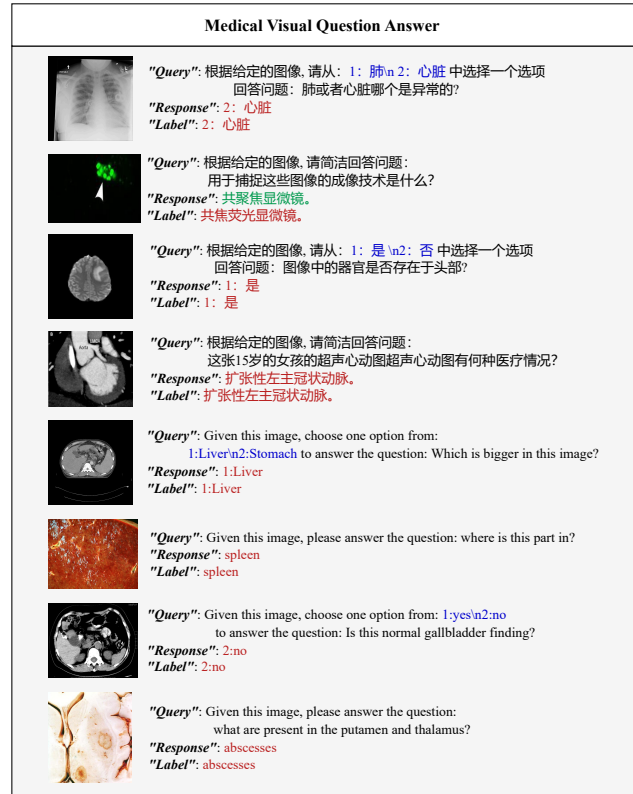 Medical Visual Question Answer
"Query": 根据给定的图像, 请从：1：肺\n 2：心脏 中选择一个选项
回答问题：肺或者心脏哪个是异常的?
"Response": 2：心脏
"Label": 2：心脏
"Query": 根据给定的图像, 请简洁回答问题：
用于捕捉这些图像的成像技术是什么?
"Response": 共聚焦显微镜。
"Label": 共焦荧光显微镜。
"Query": 根据给定的图像, 请从：1：是 \n2：否 中选择一个选项
回答问题：图像中的器官是否存在于头部?
"Response": 1：是
"Label": 1：是
Aorta
"Query": 根据给定的图像, 请简洁回答问题：
这张15岁的女孩的超声心动图超声心动图有何种医疗情况?
"Response": 扩张性左主冠状动脉。
"Label": 扩张性左主冠状动脉。
"Query": Given this image, choose one option from:
1:Liver\n2:Stomach to answer the question: Which is bigger in this image?
"Response": 1:Liver
"Label": 1:Liver
"Query": Given this image, please answer the question: where is this part in?
"Response": spleen
"Label": spleen
"Query": Given this image, choose one option from: 1:yes\n2:no
to answer the question: Is this normal gallbladder finding?
"Response": 2:no
"Label": 2:no
"Query": Given this image, please answer the question:
what are present in the putamen and thalamus?
"Response": abscesses
"Label": abscesses